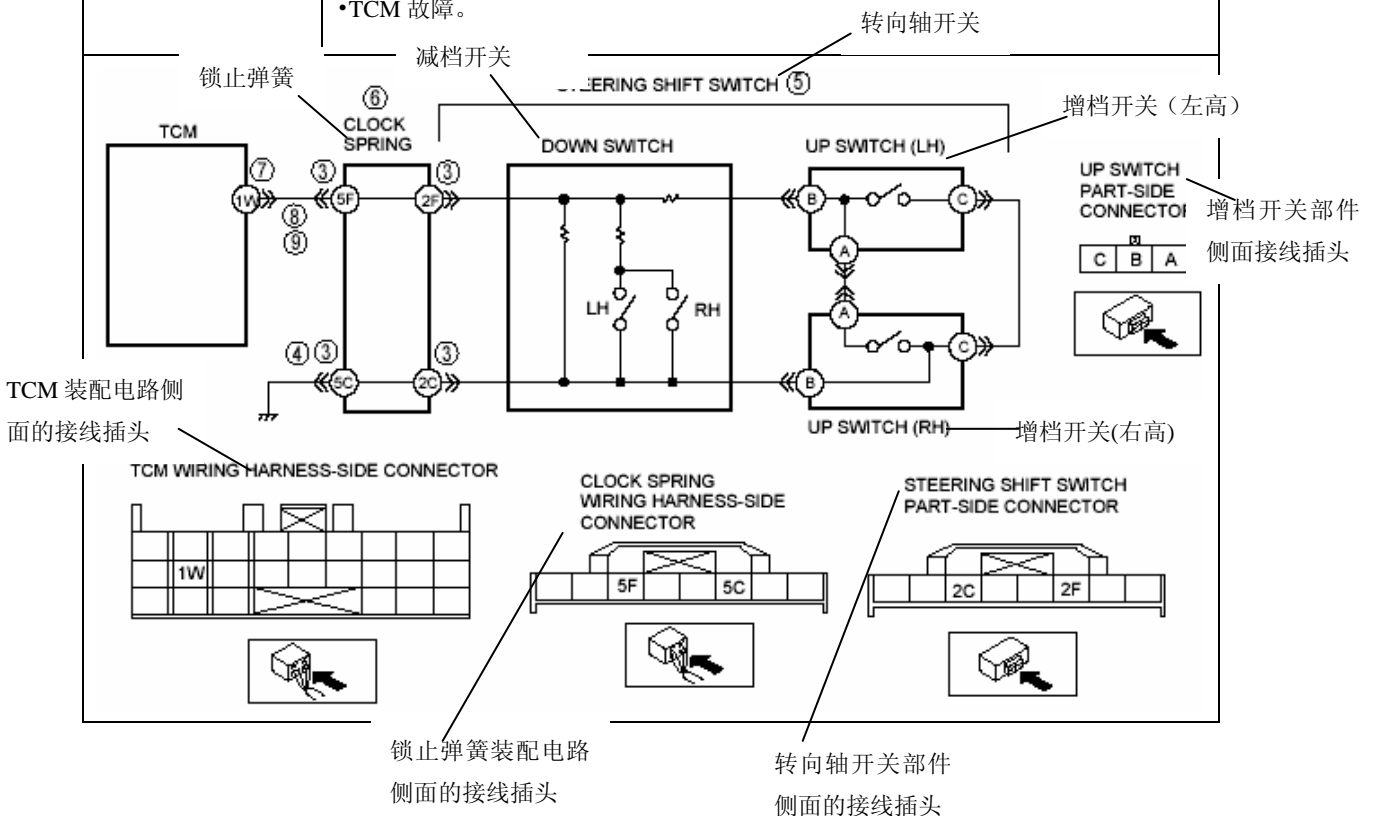 •TCM 故障。
转向轴开关
减档开关
锁止弹簧
STEERING SHIFT SWITCH ⑤
增档开关（左高）
⑥
CLOCK
SPRING
TCM
DOWN SWITCH
UP SWITCH (LH)
UP SWITCH
PART-SIDE
CONNECTOR
增档开关部件
侧面接线插头
⑦
③
③
1W
5F
2F
B
C
⑧
⑨
A
C B A
LH
RH
A
④ ③
③
5C
2C
B
C
TCM 装配电路侧
面的接线插头
UP SWITCH (RH)
增档开关(右高)
TCM WIRING HARNESS-SIDE CONNECTOR
CLOCK SPRING
WIRING HARNESS-SIDE
CONNECTOR
STEERING SHIFT SWITCH
PART-SIDE CONNECTOR
1W
5F 5C
2C 2F
锁止弹簧装配电路
侧面的接线插头
转向轴开关部件
侧面的接线插头